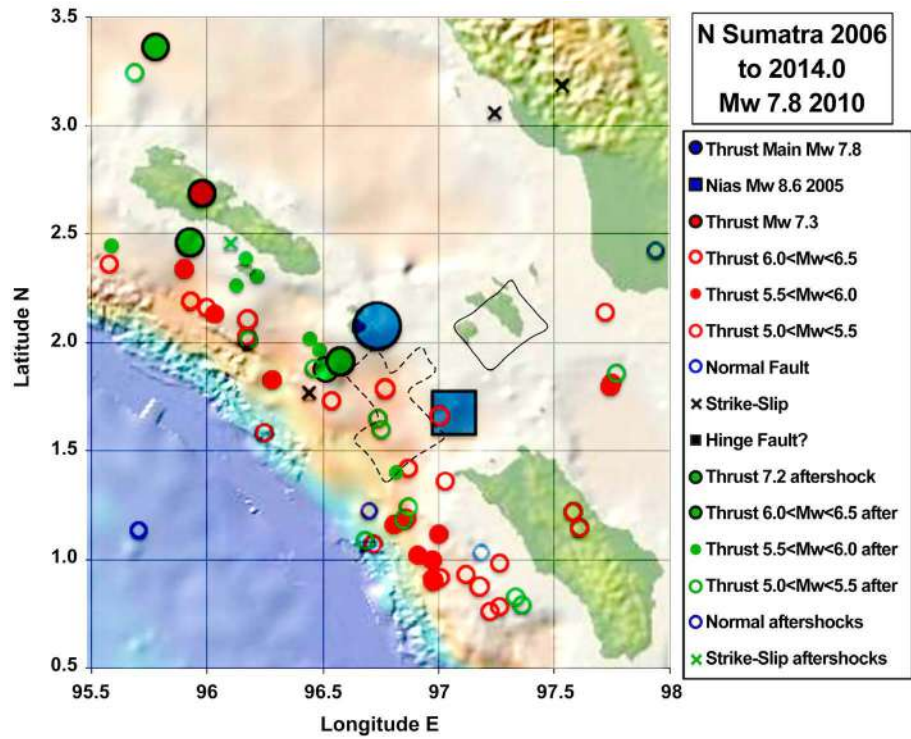 N Sumatra 2006
to 2014.0
Mw 7.8 2010
Thrust Main Mw 7.8
Nias Mw 8.6 2005
Thrust Mw 7.3
Thrust 6.0<Mw<6.5
Thrust 5.5<Mw<6.0
Thrust 5.0<Mw<5.5
Normal Fault
Strike-Slip
Hinge Fault?
Thrust 7.2 aftershock
Thrust 6.0<Mw<6.5 after
Thrust 5.5<Mw<6.0 after
Thrust 5.0<Mw<5.5 after
Normal aftershocks
Strike-Slip aftershocks
Latitude N
3.5
3.0
2.5
2.0
1.5
1.0
0.5
95.5 96 96.5 97 97.5 98
Longitude E